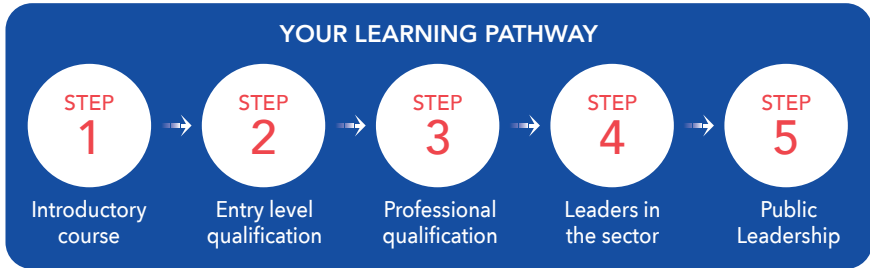 YOUR LEARNING PATHWAY
STEP
1
Introductory
course
STEP
2
Entry level
qualification
STEP
3
Professional
qualification
STEP
4
Leaders in
the sector
STEP
5
Public
Leadership